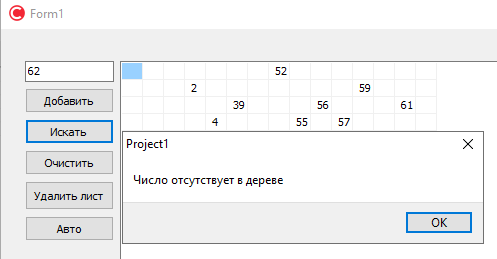 Form1
62
Добавить
Искать
Очистить
Удалить лист
Авто
52
2 59
39 56 61
4 55 57
Project1
Число отсутствует в дереве
OK